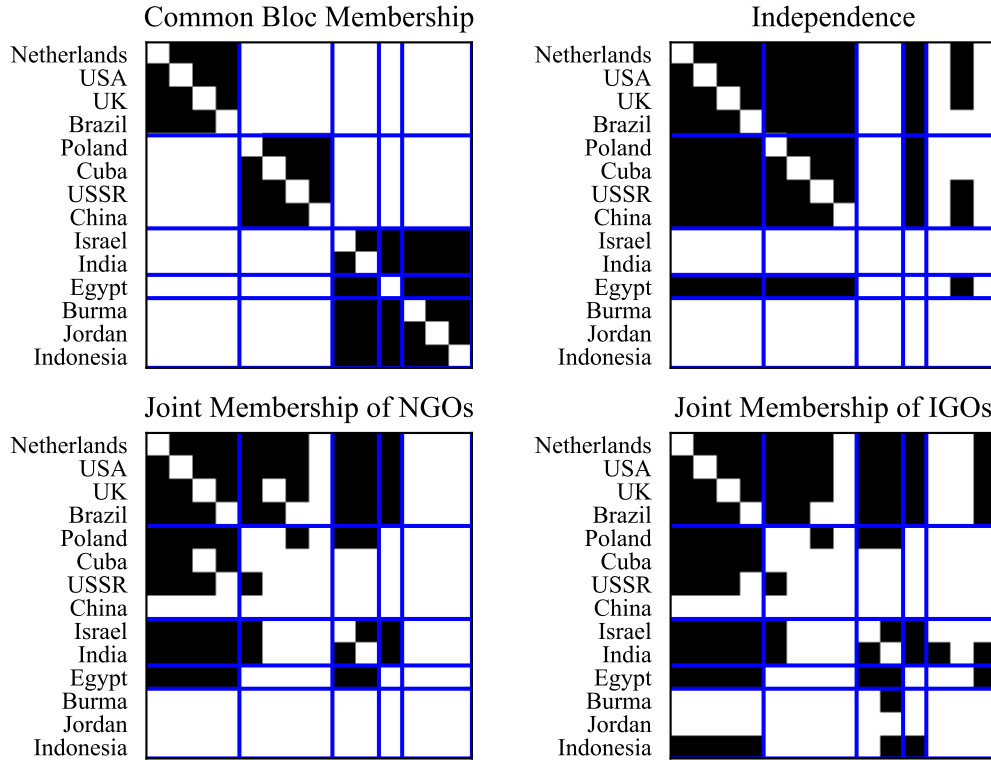 Common Bloc Membership
Netherlands
USA
UK
Brazil
Poland
Cuba
USSR
China
Israel
India
Egypt
Burma
Jordan
Indonesia
Independence
Netherlands
USA
UK
Brazil
Poland
Cuba
USSR
China
Israel
India
Egypt
Burma
Jordan
Indonesia
Joint Membership of NGOs
Netherlands
USA
UK
Brazil
Poland
Cuba
USSR
China
Israel
India
Egypt
Burma
Jordan
Indonesia
Joint Membership of IGOs
Netherlands
USA
UK
Brazil
Poland
Cuba
USSR
China
Israel
India
Egypt
Burma
Jordan
Indonesia